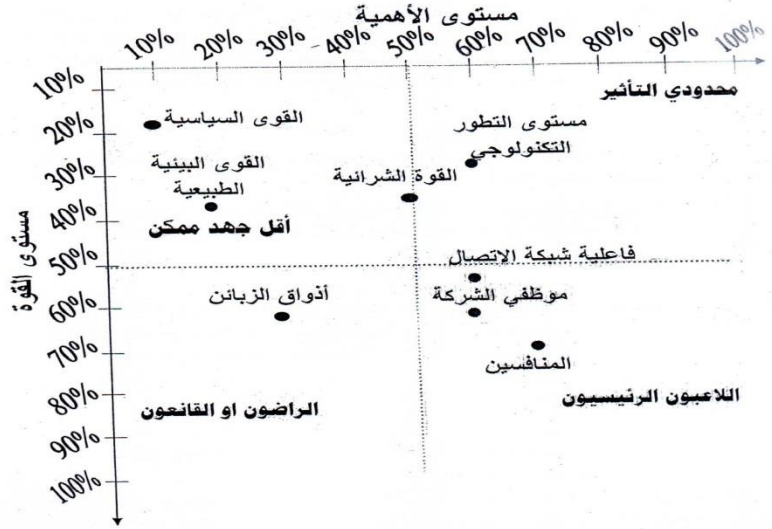 مستوى الأهمية
10% 20% 30% 40% 50% 60% 70% 80% 90% 100%
مستوى القوة
10%
20%
30%
40%
50%
60%
70%
80%
90%
100%
محدودي التأثير
مستوى التطور
التكنولوجي
القوة الشرائية
القوى السياسية
القوى البيئية
الطبيعية
أقل جهد ممكن
فاعلية شبكة الاتصال
موظفي الشركة
المنافسين
اللاعبون الرئيسيون
أذواق الزبائن
الراضون او القانعون